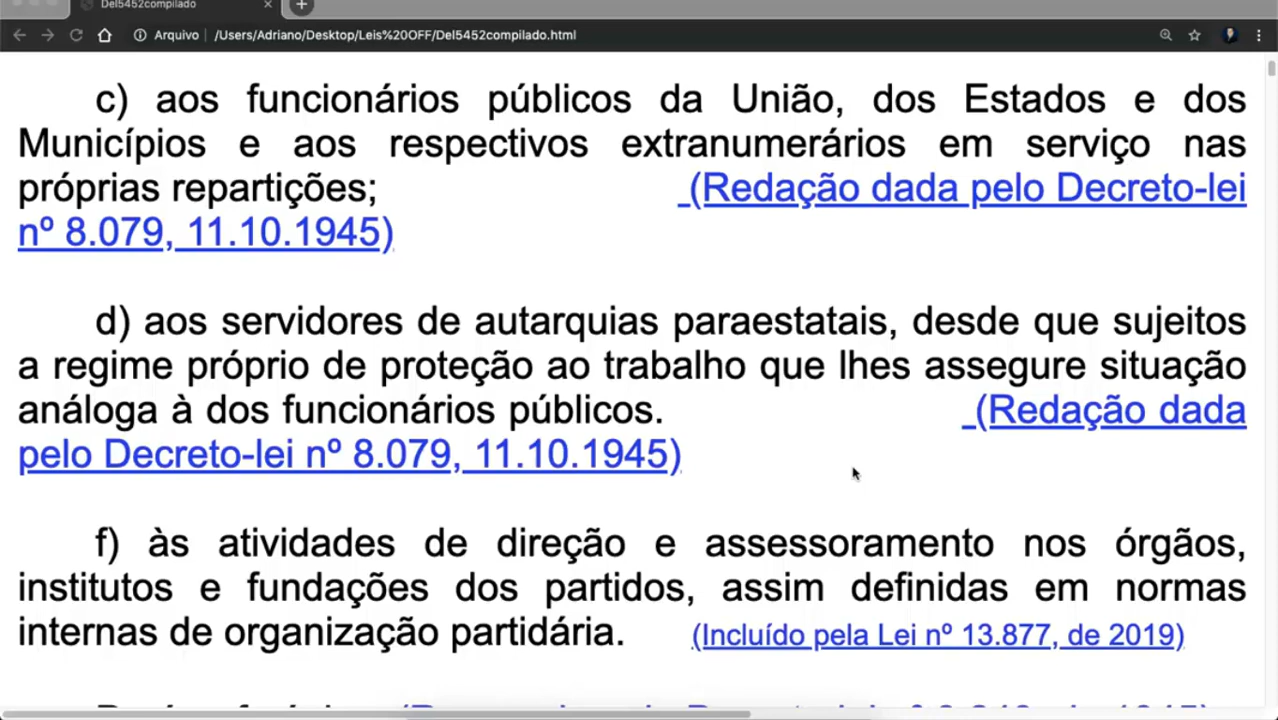 Del5452compilado
Arquivo /Users/Adriano/Desktop/Leis%20OFF/Del5452compilado.html
c) aos funcionários públicos da União, dos Estados e dos
Municípios e aos respectivos extranumerários em serviço nas
próprias repartições; (Redação dada pelo Decreto-lei
nº 8.079, 11.10.1945)
d) aos servidores de autarquias paraestatais, desde que sujeitos
a regime próprio de proteção ao trabalho que lhes assegure situação
análoga à dos funcionários públicos. (Redação dada
pelo Decreto-lei nº 8.079, 11.10.1945)
f) às atividades de direção e assessoramento nos órgãos,
institutos e fundações dos partidos, assim definidas em normas
internas de organização partidária. (Incluído pela Lei nº 13.877, de 2019)